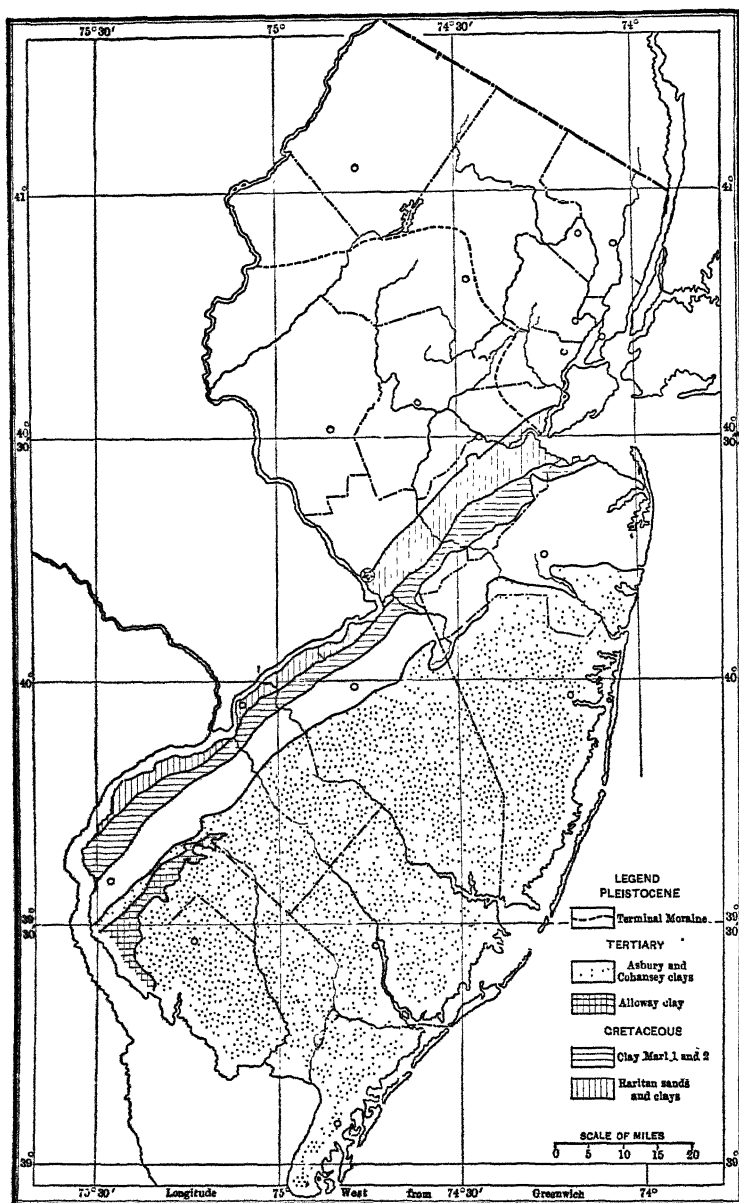 75° 30' 75° 74° 30' 74°
41° 41°
40° 30' 40° 30'
40° 40°
39° 30' 39° 30'
LEGEND
PLEISTOCENE
Terminal Moraine
TERTIARY
Asbury and
Cohansey clays
Alloway clay
CRETACEOUS
Clay Marl 1 and 2
Raritan sands
and clays
SCALE OF MILES
0 5 10 15 20
39° 39°
75° 30' Longitude 75° West from 74° 30' Greenwich 74°